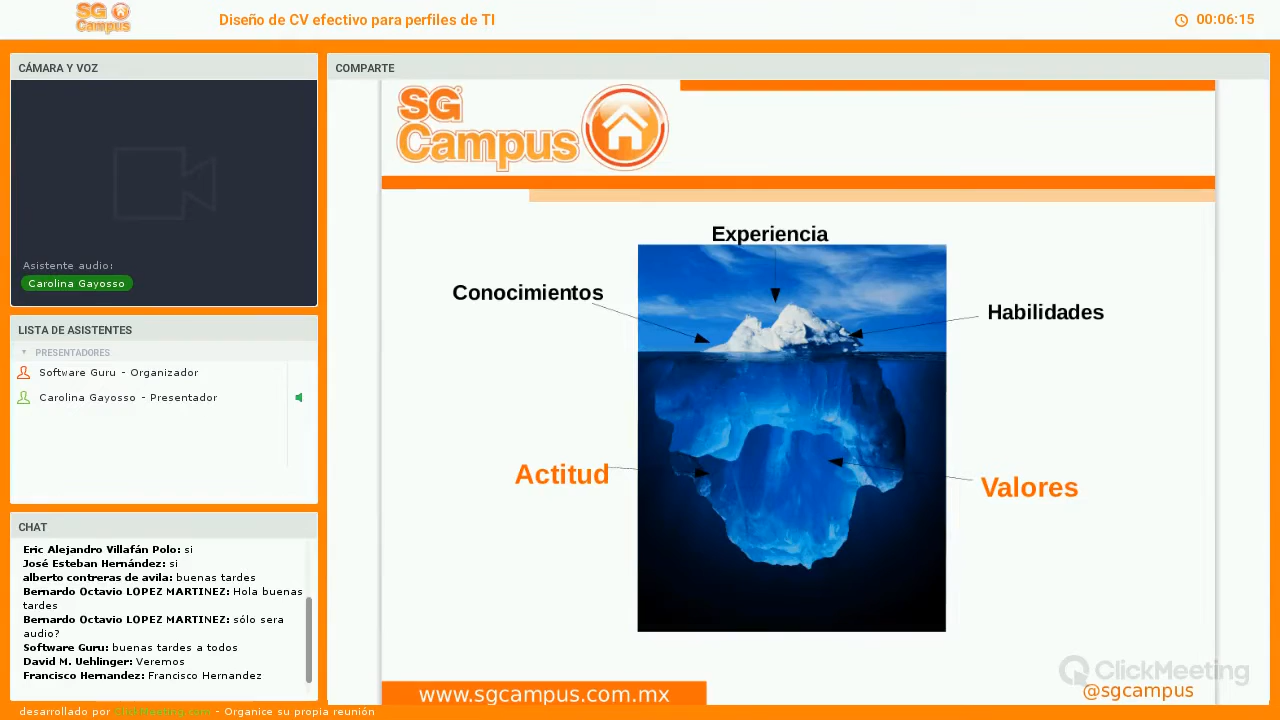 SG Campus
Diseño de CV efectivo para perfiles de TI
00:06:15
CÁMARA Y VOZ
Asistente audio:
Carolina Gayosso
LISTA DE ASISTENTES
PRESENTADORES
Software Guru - Organizador
Carolina Gayosso - Presentador
CHAT
Eric Alejandro Villafán Polo: si
José Esteban Hernández: si
alberto contreras de avila: buenas tardes
Bernardo Octavio LOPEZ MARTINEZ: Hola buenas
tardes
Bernardo Octavio LOPEZ MARTINEZ: sólo sera
audio?
Software Guru: buenas tardes a todos
David M. Uehlinger: Veremos
Francisco Hernandez: Francisco Hernandez
desarrollado por ClickMeeting.com - Organice su propia reunión
COMPARTE
SG
Campus
Experiencia
Conocimientos
Habilidades
Actitud
Valores
ClickMeeting
www.sgcampus.com.mx
@sgcampus